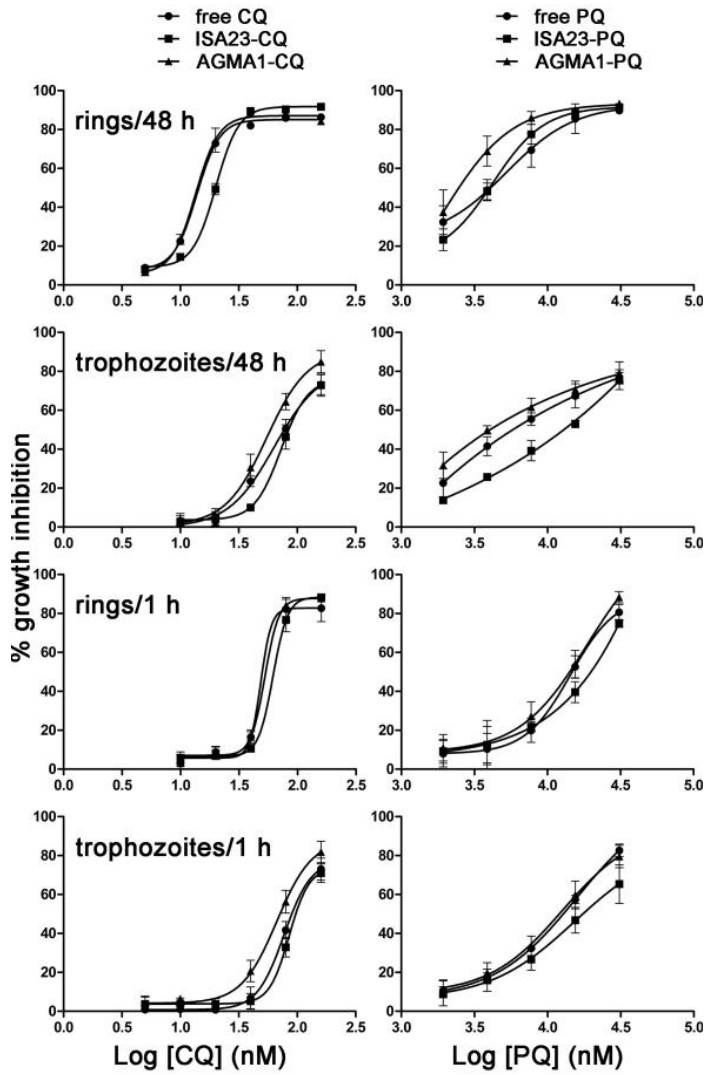 free CQ
ISA23-CQ
AGMA1-CQ
free PQ
ISA23-PQ
AGMA1-PQ
% growth inhibition
rings/48 h
100
80
60
40
20
0
0.0 0.5 1.0 1.5 2.0 2.5
100
80
60
40
20
0
3.0 3.5 4.0 4.5 5.0
trophozoites/48 h
100
80
60
40
20
0
0.0 0.5 1.0 1.5 2.0 2.5
100
80
60
40
20
0
3.0 3.5 4.0 4.5 5.0
rings/1 h
100
80
60
40
20
0
0.0 0.5 1.0 1.5 2.0 2.5
100
80
60
40
20
0
3.0 3.5 4.0 4.5 5.0
trophozoites/1 h
100
80
60
40
20
0
0.0 0.5 1.0 1.5 2.0 2.5
100
80
60
40
20
0
3.0 3.5 4.0 4.5 5.0
Log [CQ] (nM)
Log [PQ] (nM)